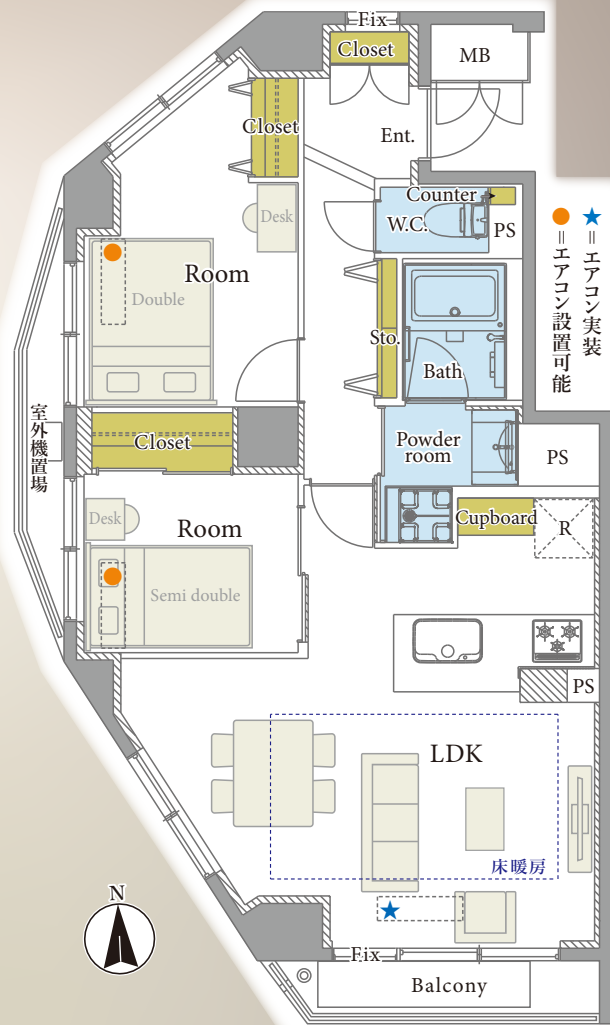 Fix
Closet
MB
Closet
Ent.
Counter
W.C.
PS
Desk
Room
Double
★=エアコン実装
●=エアコン設置可能
Sto.
Bath
室外機置場
Closet
Powder
room
PS
Desk
Room
Cupboard
R
Semi double
PS
LDK
床暖房
N
★
Fix
Balcony